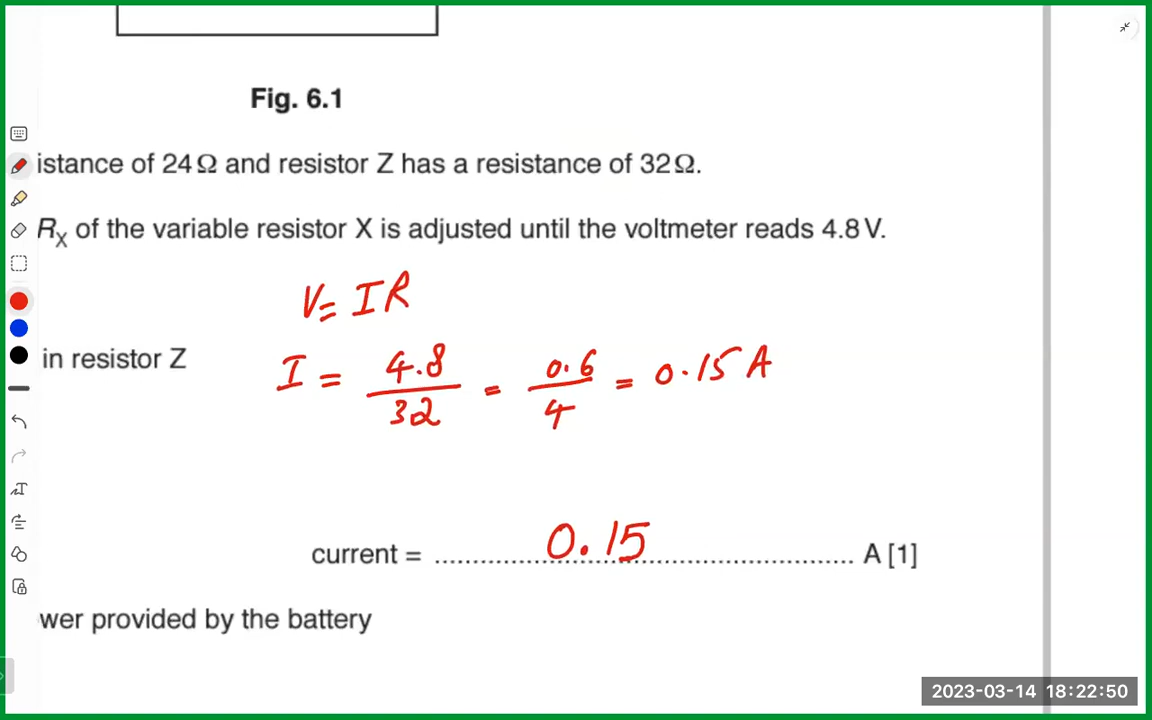 Fig. 6.1
istance of 24 Ω and resistor Z has a resistance of 32 Ω.
R_X of the variable resistor X is adjusted until the voltmeter reads 4.8 V.
V = IR
in resistor Z
I = 4.8/32 = 0.6/4 = 0.15 A
current = ........ 0.15 ........ A [1]
wer provided by the battery
2023-03-14 18:22:50